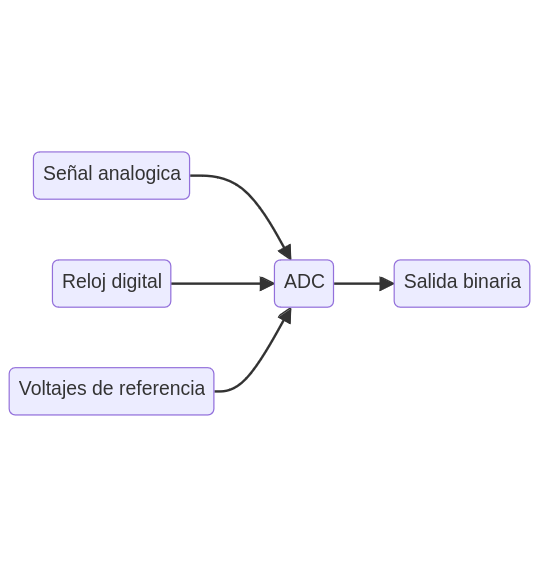 Señal analogica
Reloj digital
ADC
Salida binaria
Voltajes de referencia